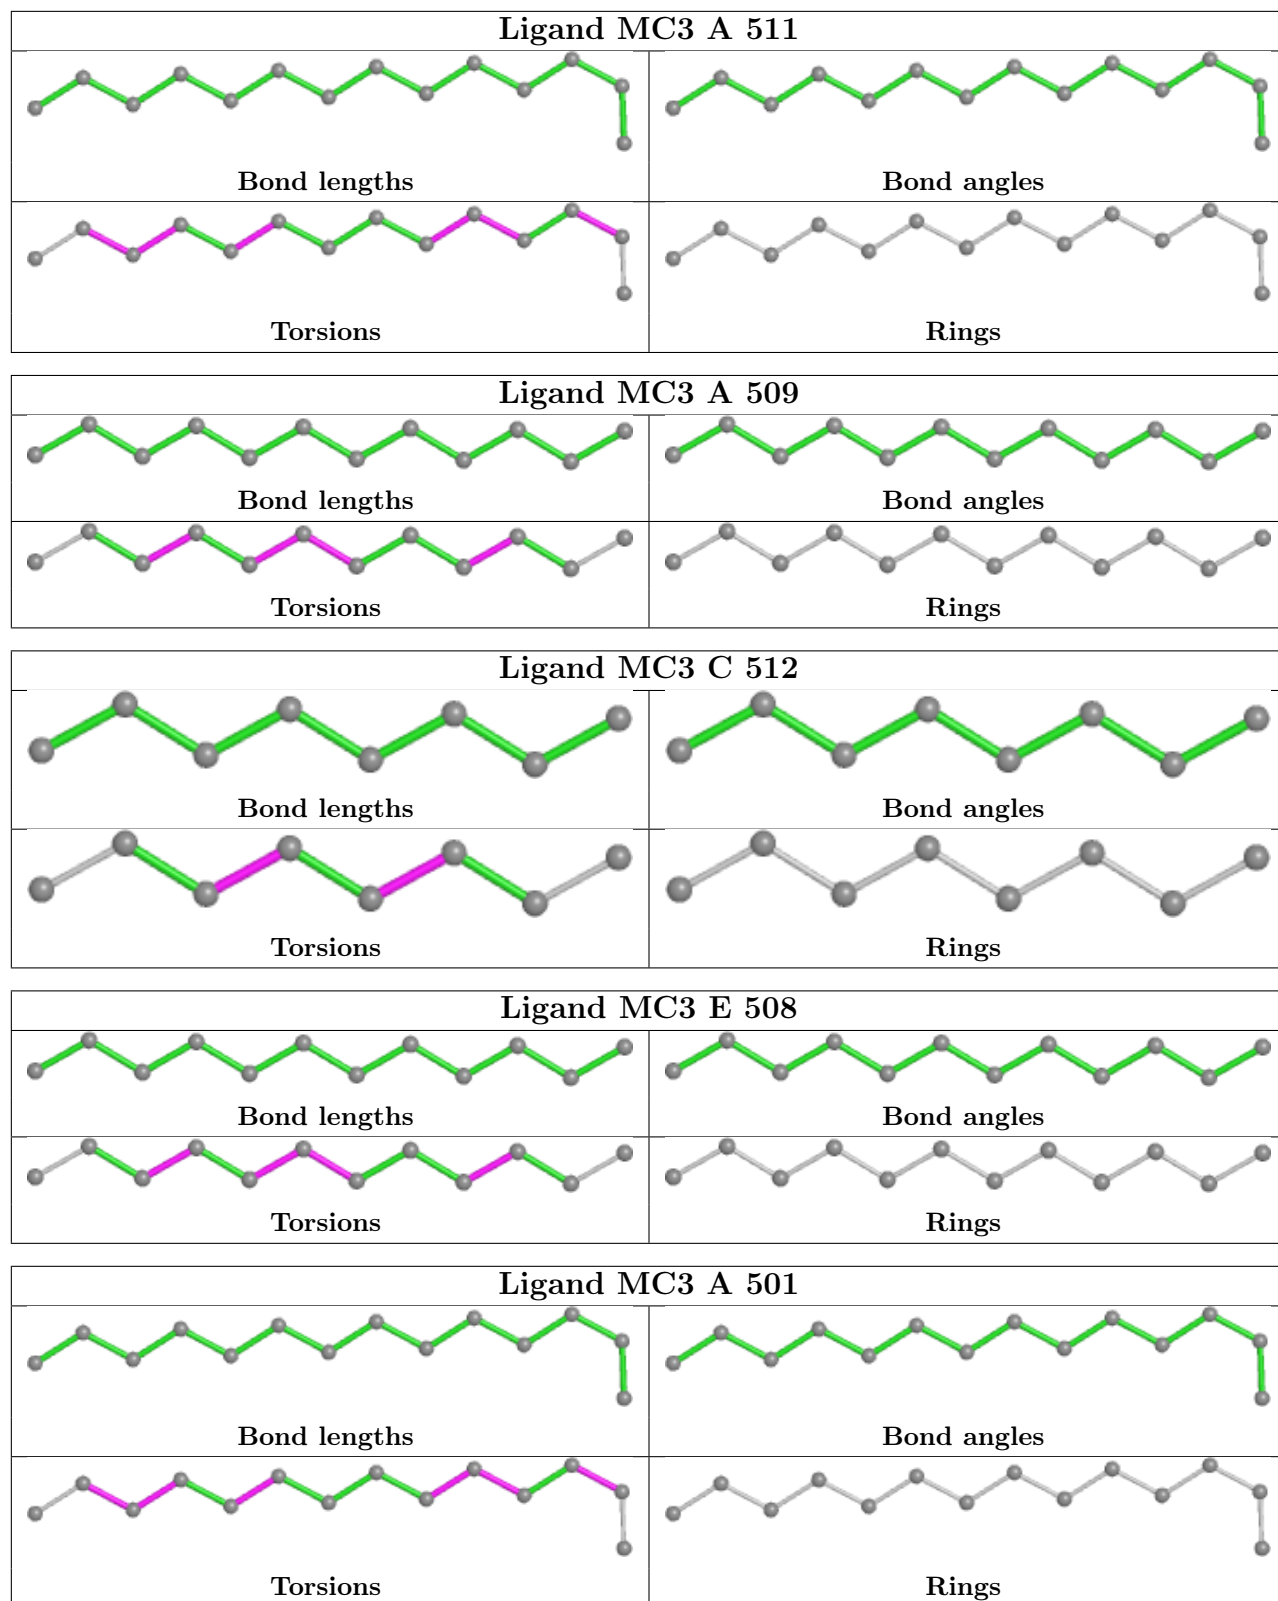 Ligand MC3 A 511
Bond lengths
Bond angles
Torsions
Rings
Ligand MC3 A 509
Bond lengths
Bond angles
Torsions
Rings
Ligand MC3 C 512
Bond lengths
Bond angles
Torsions
Rings
Ligand MC3 E 508
Bond lengths
Bond angles
Torsions
Rings
Ligand MC3 A 501
Bond lengths
Bond angles
Torsions
Rings